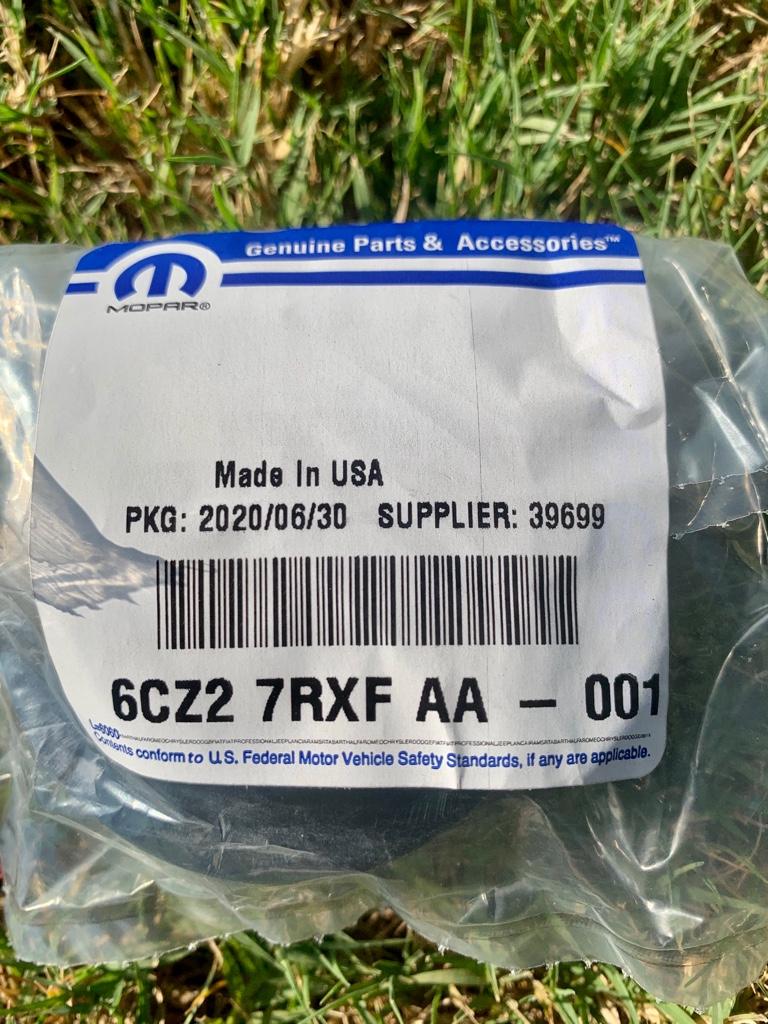 Genuine Parts & Accessories™
MOPAR®
Made In USA
PKG: 2020/06/30 SUPPLIER: 39699
6CZ2 7RXF AA – 001
Contents conform to U.S. Federal Motor Vehicle Safety Standards, if any are applicable.